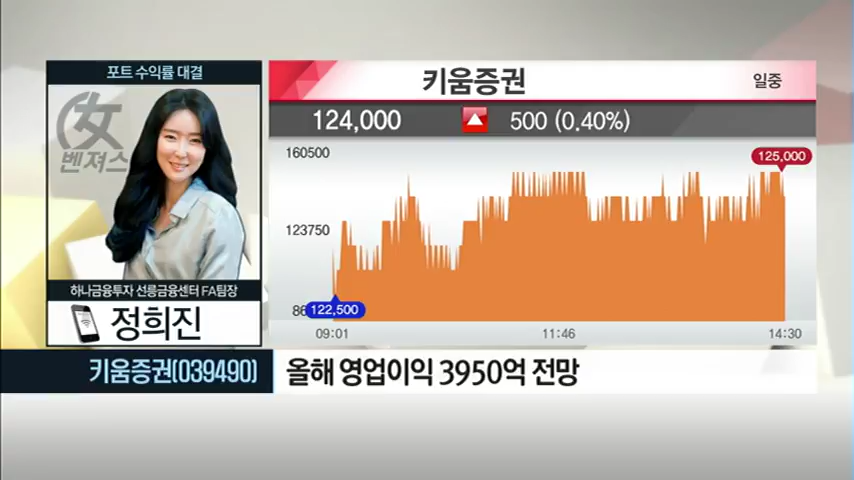 포트 수익률 대결
女
벤져스
하나금융투자 선릉금융센터 FA팀장
정희진
키움증권
일중
124,000 ▲ 500 (0.40%)
160500
125,000
123750
86
122,500
09:01 11:46 14:30
키움증권(039490)
올해 영업이익 3950억 전망